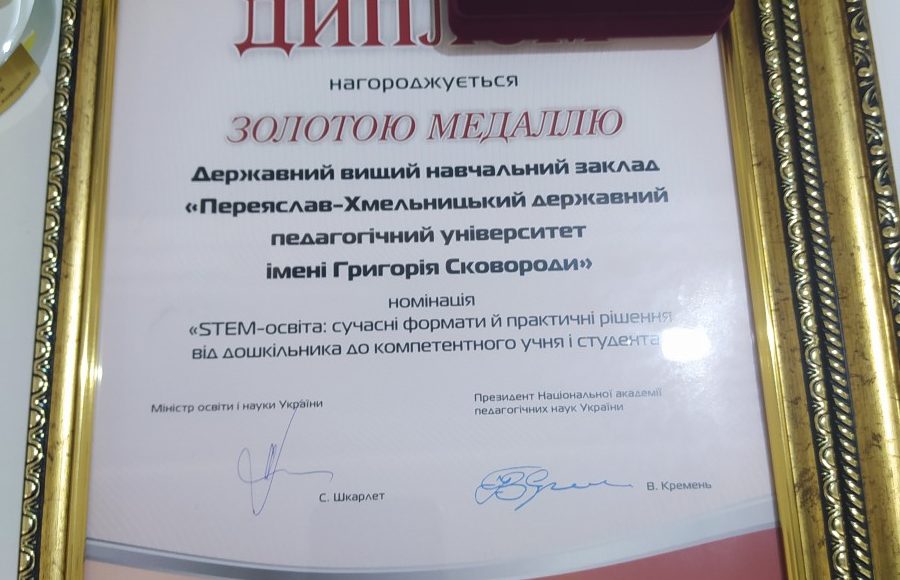 ДИПЛОМ
нагороджується
ЗОЛОТОЮ МЕДАЛЛЮ
Державний вищий навчальний заклад
«Переяслав-Хмельницький державний
педагогічний університет
імені Григорія Сковороди»
номінація
«STEM-освіта: сучасні формати й практичні рішення
від дошкільника до компетентного учня і студента
Міністр освіти і науки України
Президент Національної академії
педагогічних наук України
С. Шкарлет
В. Кремень